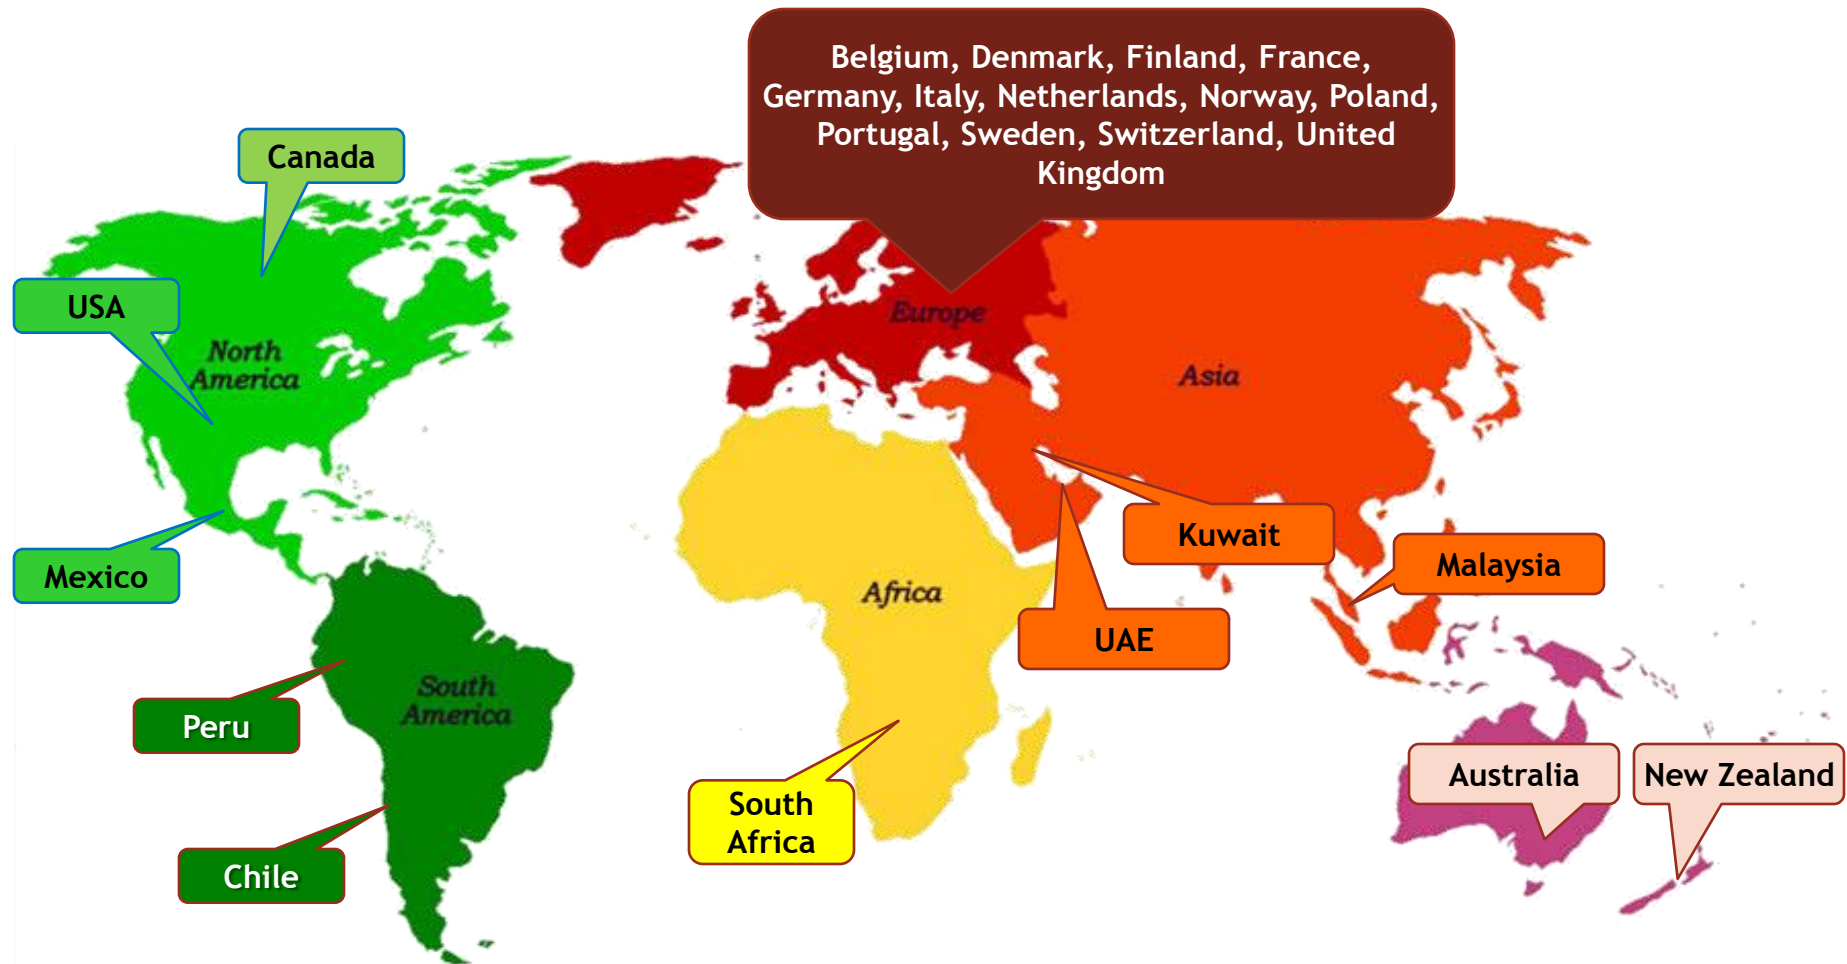 Belgium, Denmark, Finland, France,
Germany, Italy, Netherlands, Norway, Poland,
Portugal, Sweden, Switzerland, United
Kingdom
Canada
USA
North
America
Europe
Asia
Mexico
Kuwait
Malaysia
Africa
UAE
South
America
Peru
South
Africa
Australia
New Zealand
Chile